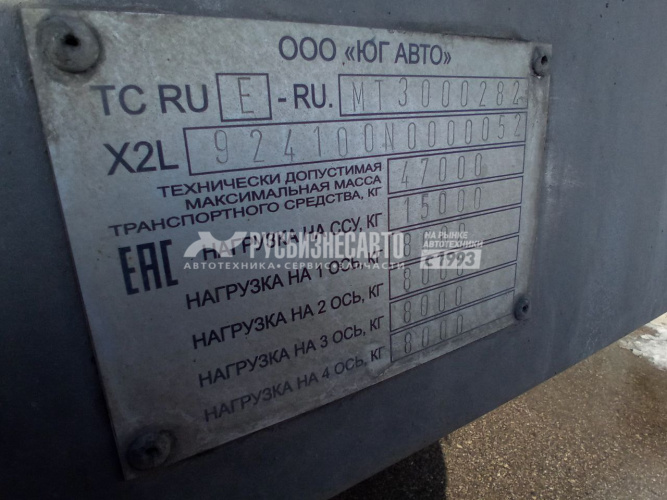 ООО «ЮГ АВТО»
ТС RU E - RU. МТ3000282
X2L 924100N0000052
ТЕХНИЧЕСКИ ДОПУСТИМАЯ
МАКСИМАЛЬНАЯ МАССА
ТРАНСПОРТНОГО СРЕДСТВА, КГ 47000
НАГРУЗКА НА ССУ, КГ 15000
НАГРУЗКА НА 1 ОСЬ, КГ
НАГРУЗКА НА 2 ОСЬ, КГ 8000
НАГРУЗКА НА 3 ОСЬ, КГ 8000
НАГРУЗКА НА 4 ОСЬ, КГ 8000
ЕАС
РУСБИЗНЕСАВТО
АВТОТЕХНИКА • СЕРВИС • ЗАПЧАСТИ
НА РЫНКЕ
АВТОТЕХНИКИ
с 1993